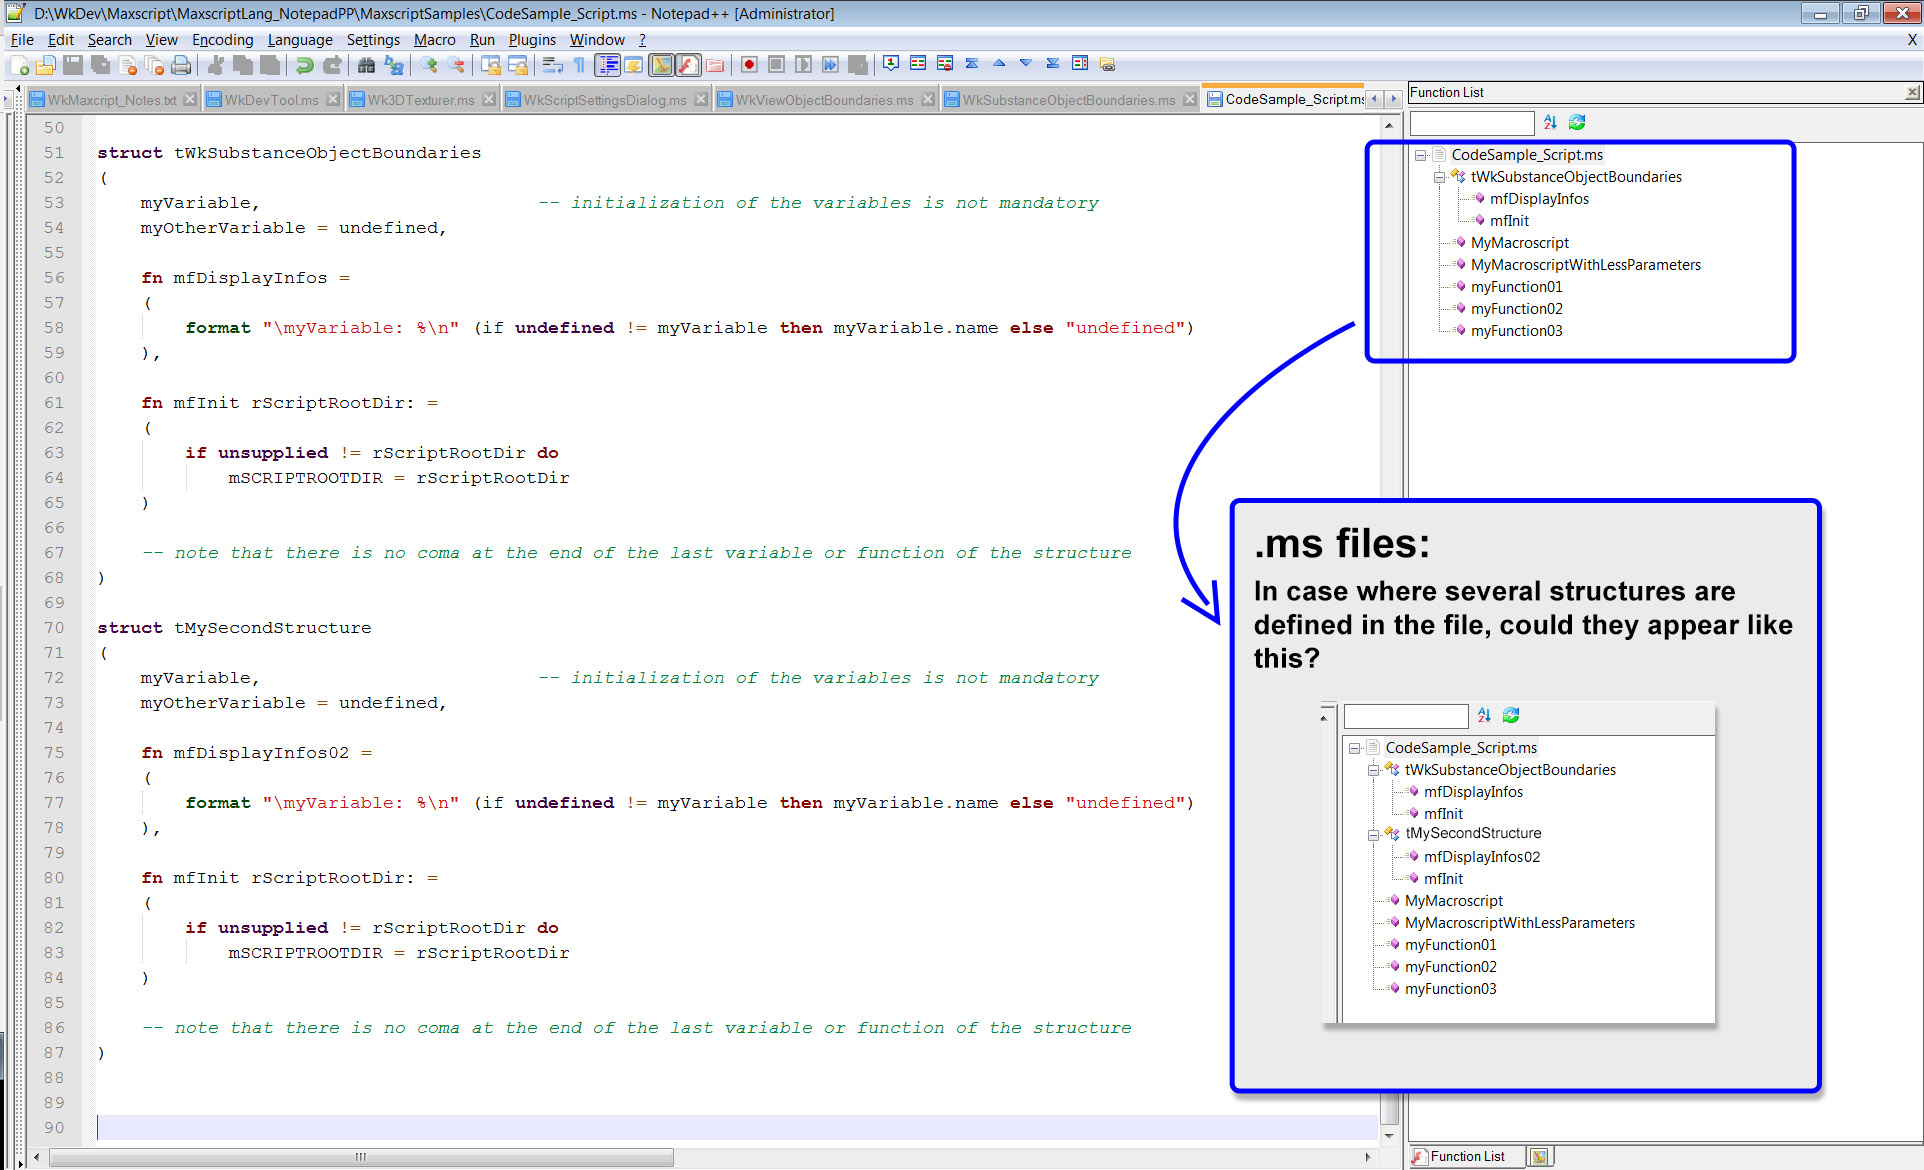 D:\WkDev\Maxscript\MaxscriptLang_NotepadPP\MaxscriptSamples\CodeSample_Script.ms - Notepad++ [Administrator]
File Edit Search View Encoding Language Settings Macro Run Plugins Window ? X
WkMaxcript_Notes.txt WkDevTool.ms Wk3DTexturer.ms WkScriptSettingsDialog.ms WkViewObjectBoundaries.ms WkSubstanceObjectBoundaries.ms CodeSample_Script.ms
50
51 struct tWkSubstanceObjectBoundaries
52 (
53 myVariable, -- initialization of the variables is not mandatory
54 myOtherVariable = undefined,
55
56 fn mfDisplayInfos =
57 (
58 format "\myVariable: %\n" (if undefined != myVariable then myVariable.name else "undefined")
59 ),
60
61 fn mfInit rScriptRootDir: =
62 (
63 if unsupplied != rScriptRootDir do
64 mSCRIPTROOTDIR = rScriptRootDir
65 )
66
67 -- note that there is no coma at the end of the last variable or function of the structure
68 )
69
70 struct tMySecondStructure
71 (
72 myVariable, -- initialization of the variables is not mandatory
73 myOtherVariable = undefined,
74
75 fn mfDisplayInfos02 =
76 (
77 format "\myVariable: %\n" (if undefined != myVariable then myVariable.name else "undefined")
78 ),
79
80 fn mfInit rScriptRootDir: =
81 (
82 if unsupplied != rScriptRootDir do
83 mSCRIPTROOTDIR = rScriptRootDir
84 )
85
86 -- note that there is no coma at the end of the last variable or function of the structure
87 )
88
89
90
Function List
CodeSample_Script.ms
tWkSubstanceObjectBoundaries
mfDisplayInfos
mfInit
MyMacroscript
MyMacroscriptWithLessParameters
myFunction01
myFunction02
myFunction03
.ms files:
In case where several structures are
defined in the file, could they appear like
this?
CodeSample_Script.ms
tWkSubstanceObjectBoundaries
mfDisplayInfos
mfInit
tMySecondStructure
mfDisplayInfos02
mfInit
MyMacroscript
MyMacroscriptWithLessParameters
myFunction01
myFunction02
myFunction03
Function List